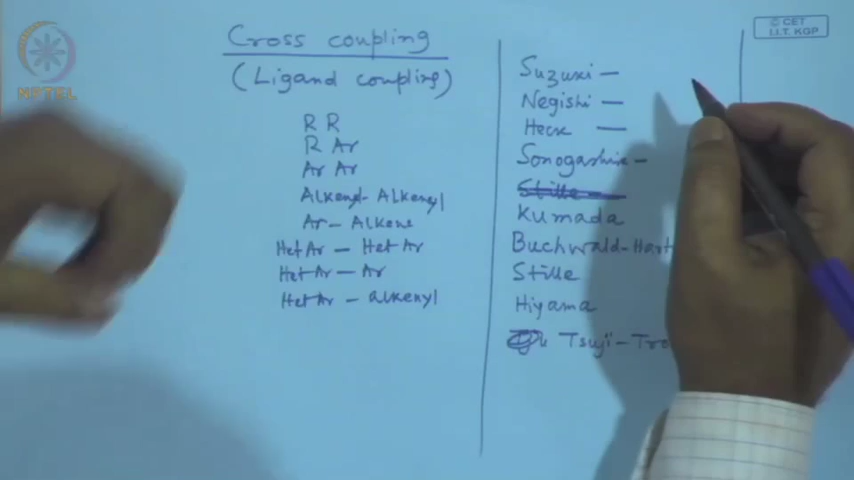 Cross coupling
(Ligand coupling)
R R
R Ar
Ar Ar
Alkenyl- Alkenyl
Ar - Alkene
Het Ar - Het Ar
Het Ar - Ar
Het Ar - alkenyl
Suzuki -
Negishi -
Heck -
Sonogashira -
Stille -
Kumada
Buchwald-Hart
Stille
Hiyama
Tsuji-Tro
© CET
I.I.T. KGP
NPTEL